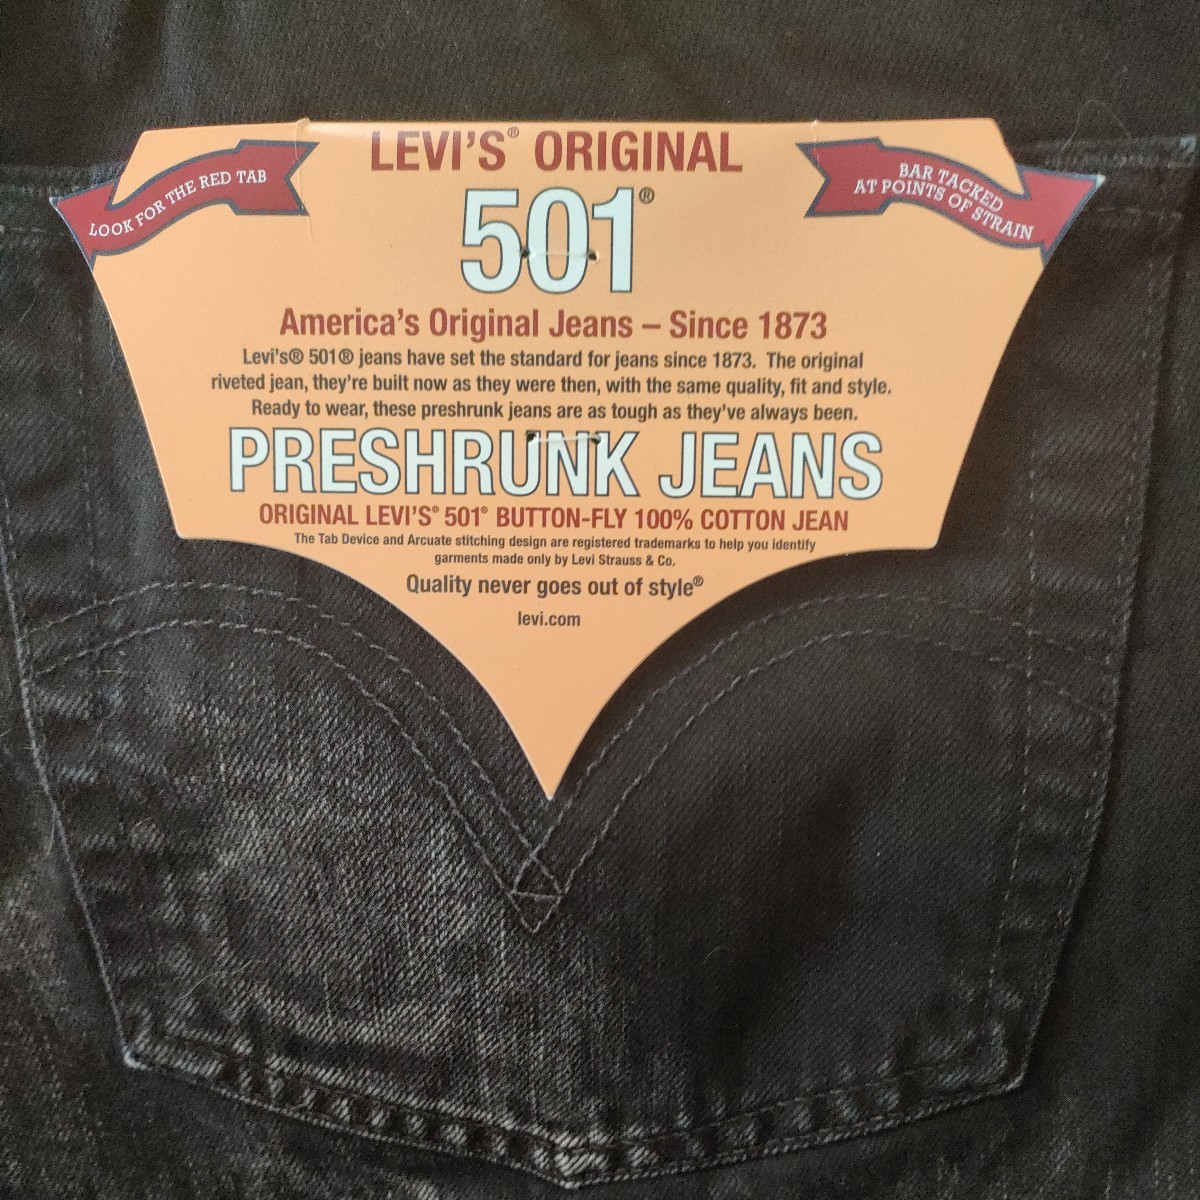 LEVI'S® ORIGINAL
501®
LOOK FOR THE RED TAB
BAR TACKED
AT POINTS OF STRAIN
America's Original Jeans – Since 1873
Levi's® 501® jeans have set the standard for jeans since 1873. The original
riveted jean, they're built now as they were then, with the same quality, fit and style.
Ready to wear, these preshrunk jeans are as tough as they've always been.
PRESHRUNK JEANS
ORIGINAL LEVI'S® 501® BUTTON-FLY 100% COTTON JEAN
The Tab Device and Arcuate stitching design are registered trademarks to help you identify
garments made only by Levi Strauss & Co.
Quality never goes out of style®
levi.com